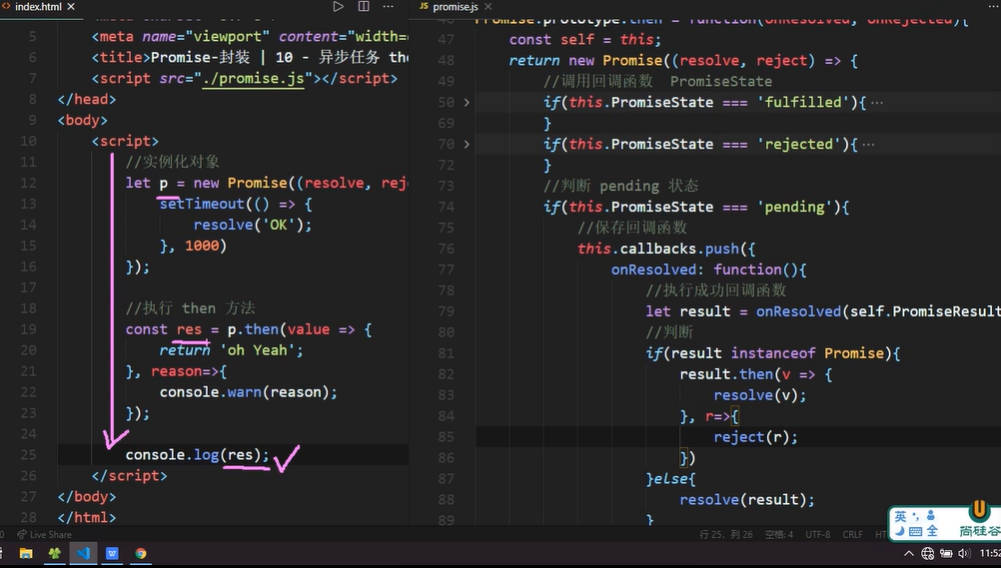 index.html
promise.js
5 <meta name="viewport" content="width=
6 <title>Promise-封装 | 10 - 异步任务 the
7 <script src="./promise.js"></script>
8 </head>
9 <body>
10 <script>
11 //实例化对象
12 let p = new Promise((resolve, rej
13 setTimeout(() => {
14 resolve('OK');
15 }, 1000)
16 });
17
18 //执行 then 方法
19 const res = p.then(value => {
20 return 'oh Yeah';
21 }, reason=>{
22 console.warn(reason);
23 });
24
25 console.log(res);
26 </script>
27 </body>
28 </html>
Promise.prototype.then = function(onResolved, onRejected){
47 const self = this;
48 return new Promise((resolve, reject) => {
49 //调用回调函数 PromiseState
50 if(this.PromiseState === 'fulfilled'){ ···
69 }
70 if(this.PromiseState === 'rejected'){ ···
72 }
73 //判断 pending 状态
74 if(this.PromiseState === 'pending'){
75 //保存回调函数
76 this.callbacks.push({
77 onResolved: function(){
78 //执行成功回调函数
79 let result = onResolved(self.PromiseResult
80 //判断
81 if(result instanceof Promise){
82 result.then(v => {
83 resolve(v);
84 }, r=>{
85 reject(r);
86 })
87 }else{
88 resolve(result);
89 }
Live Share
行 25，列 26 空格: 4 UTF-8 CRLF
英
全
尚硅谷
11:52